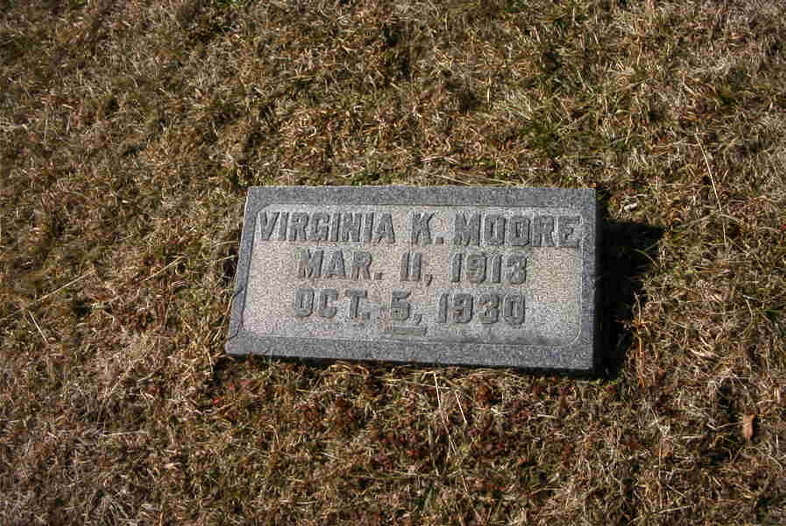 VIRGINIA K. MOORE
MAR. 11, 1913
OCT. 5, 1930